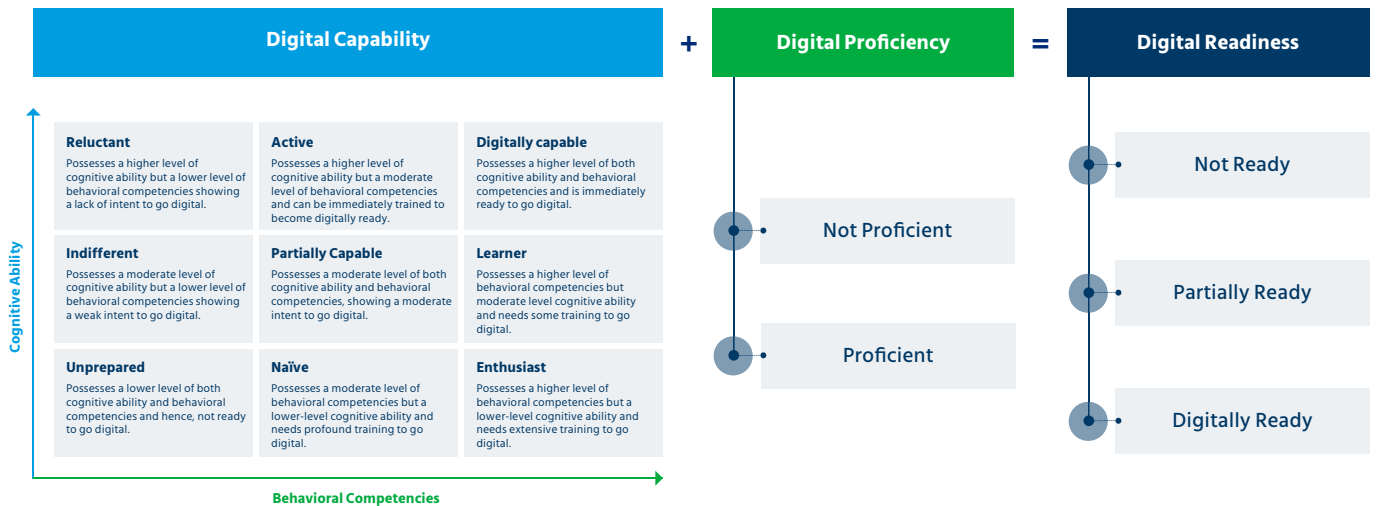 Digital Capability
+
Digital Proficiency
=
Digital Readiness
Cognitive Ability
Reluctant
Possesses a higher level of
cognitive ability but a lower level of
behavioral competencies showing
a lack of intent to go digital.
Active
Possesses a higher level of
cognitive ability but a moderate
level of behavioral competencies
and can be immediately trained to
become digitally ready.
Digitally capable
Possesses a higher level of both
cognitive ability and behavioral
competencies and is immediately
ready to go digital.
Indifferent
Possesses a moderate level of
cognitive ability but a lower level of
behavioral competencies showing
a weak intent to go digital.
Partially Capable
Possesses a moderate level of both
cognitive ability and behavioral
competencies, showing a moderate
intent to go digital.
Learner
Possesses a higher level of
behavioral competencies but
moderate level cognitive ability
and needs some training to go
digital.
Unprepared
Possesses a lower level of both
cognitive ability and behavioral
competencies and hence, not ready
to go digital.
Naïve
Possesses a moderate level of
behavioral competencies but a
lower-level cognitive ability and
needs profound training to go
digital.
Enthusiast
Possesses a higher level of
behavioral competencies but a
lower-level cognitive ability and
needs extensive training to go
digital.
Behavioral Competencies
Not Proficient
Proficient
Not Ready
Partially Ready
Digitally Ready